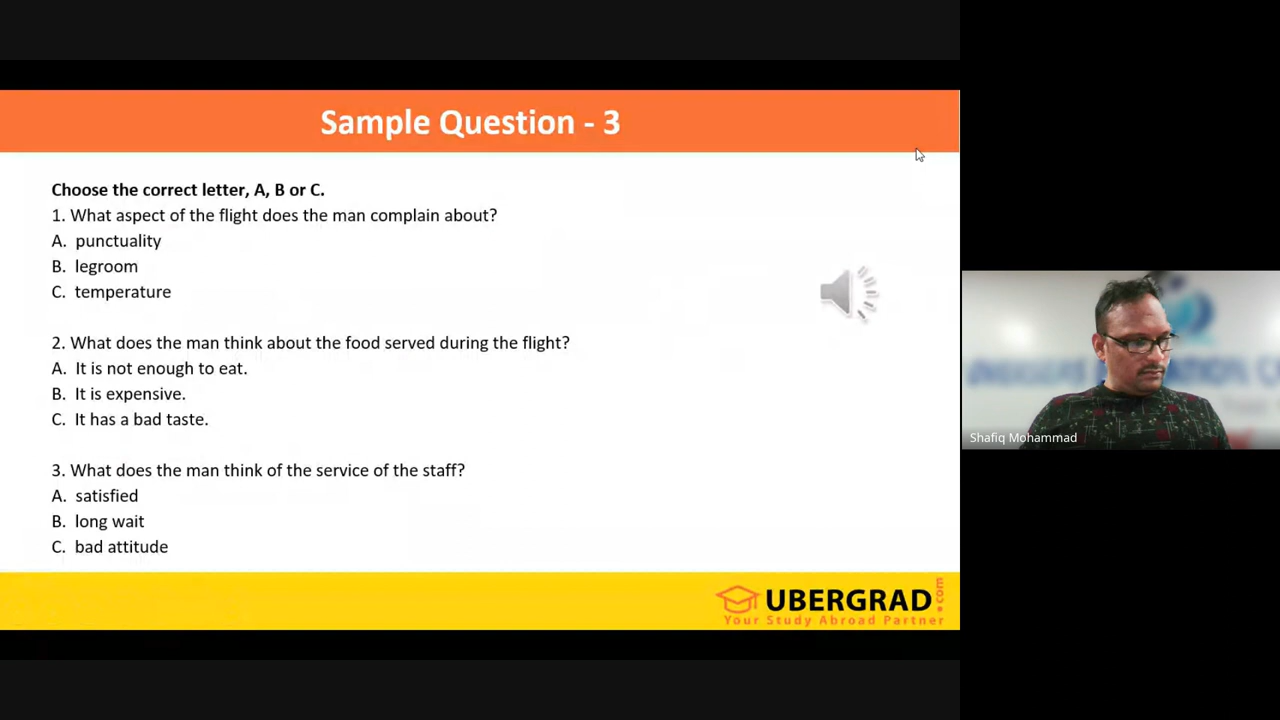 Sample Question - 3
Choose the correct letter, A, B or C.
1. What aspect of the flight does the man complain about?
A. punctuality
B. legroom
C. temperature
2. What does the man think about the food served during the flight?
A. It is not enough to eat.
B. It is expensive.
C. It has a bad taste.
3. What does the man think of the service of the staff?
A. satisfied
B. long wait
C. bad attitude
UBERGRAD.com
Your Study Abroad Partner
Shafiq Mohammad